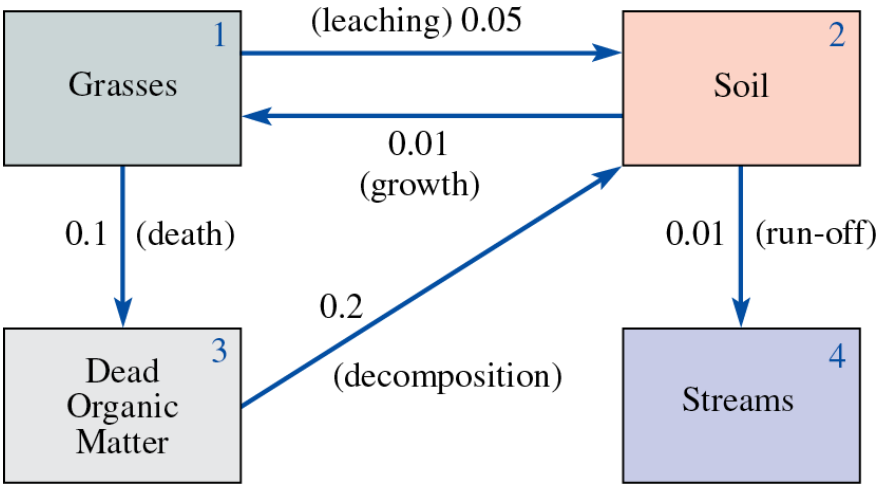 (leaching) 0.05
1
Grasses
2
Soil
0.01
(growth)
0.1 (death)
0.01 (run-off)
0.2
(decomposition)
3
Dead
Organic
Matter
4
Streams